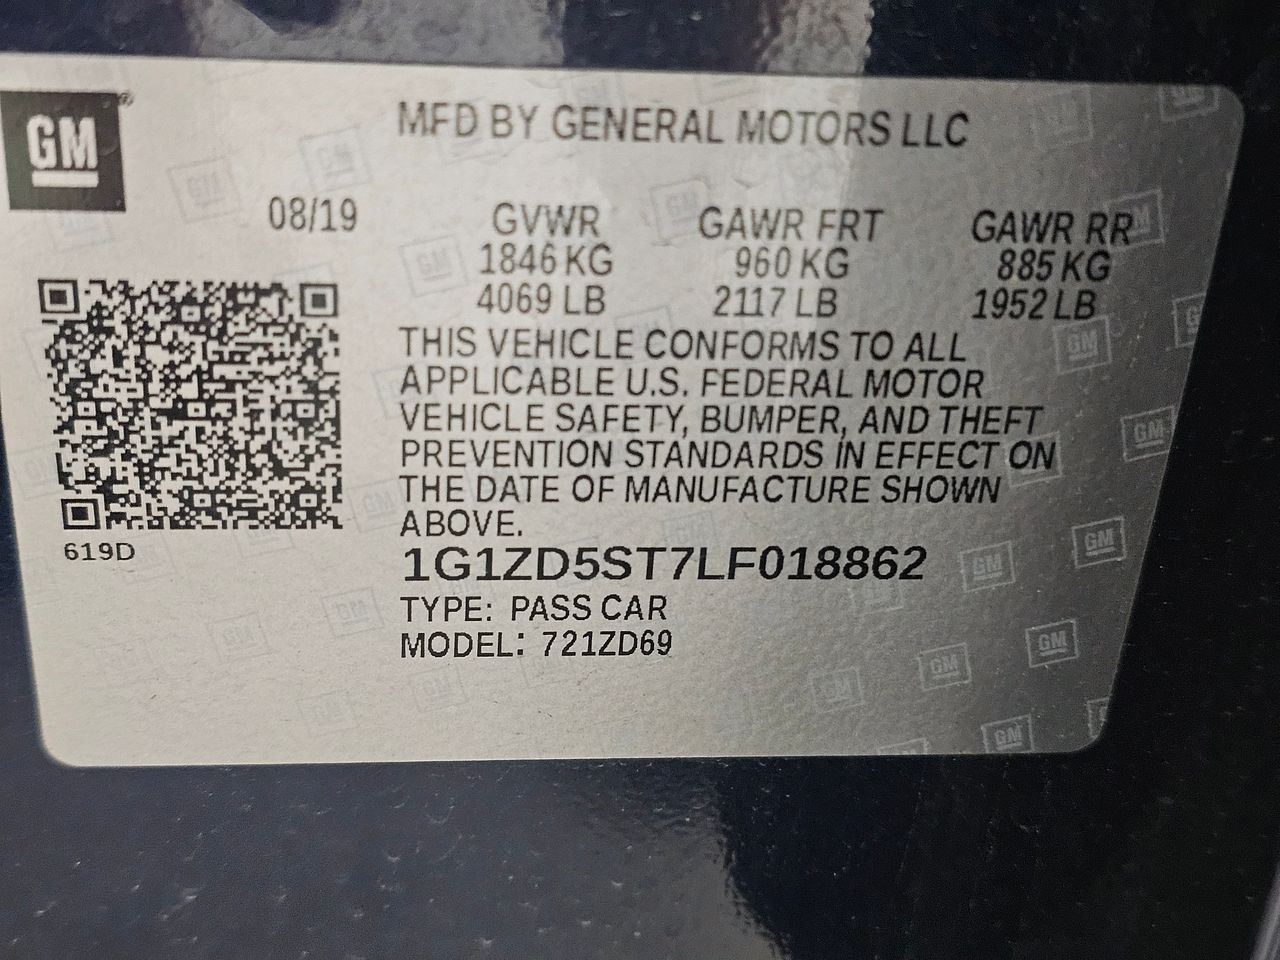 GM
MFD BY GENERAL MOTORS LLC
08/19
GVWR GAWR FRT GAWR RR
1846 KG 960 KG 885 KG
4069 LB 2117 LB 1952 LB
THIS VEHICLE CONFORMS TO ALL
APPLICABLE U.S. FEDERAL MOTOR
VEHICLE SAFETY, BUMPER, AND THEFT
PREVENTION STANDARDS IN EFFECT ON
THE DATE OF MANUFACTURE SHOWN
ABOVE.
619D
1G1ZD5ST7LF018862
TYPE: PASS CAR
MODEL: 721ZD69